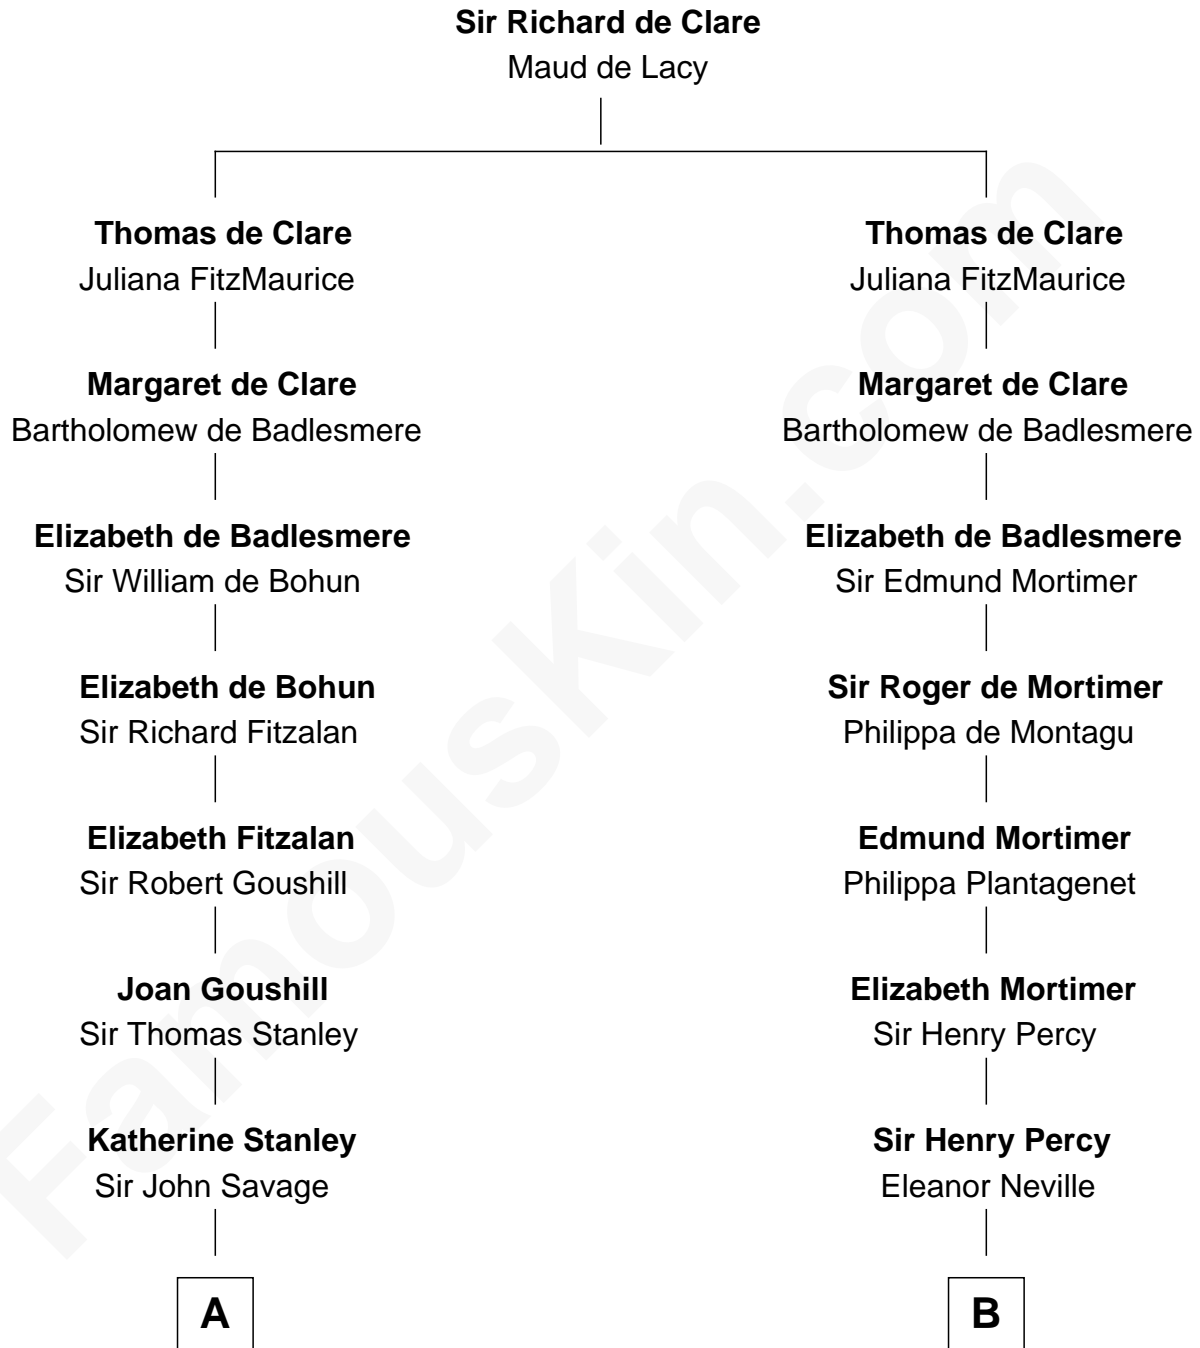 Sir Richard de Clare
Maud de Lacy
Thomas de Clare
Juliana FitzMaurice
Margaret de Clare
Bartholomew de Badlesmere
Elizabeth de Badlesmere
Sir William de Bohun
Elizabeth de Bohun
Sir Richard Fitzalan
Elizabeth Fitzalan
Sir Robert Goushill
Joan Goushill
Sir Thomas Stanley
Katherine Stanley
Sir John Savage
A
Thomas de Clare
Juliana FitzMaurice
Margaret de Clare
Bartholomew de Badlesmere
Elizabeth de Badlesmere
Sir Edmund Mortimer
Sir Roger de Mortimer
Philippa de Montagu
Edmund Mortimer
Philippa Plantagenet
Elizabeth Mortimer
Sir Henry Percy
Sir Henry Percy
Eleanor Neville
B
FamousKin.com